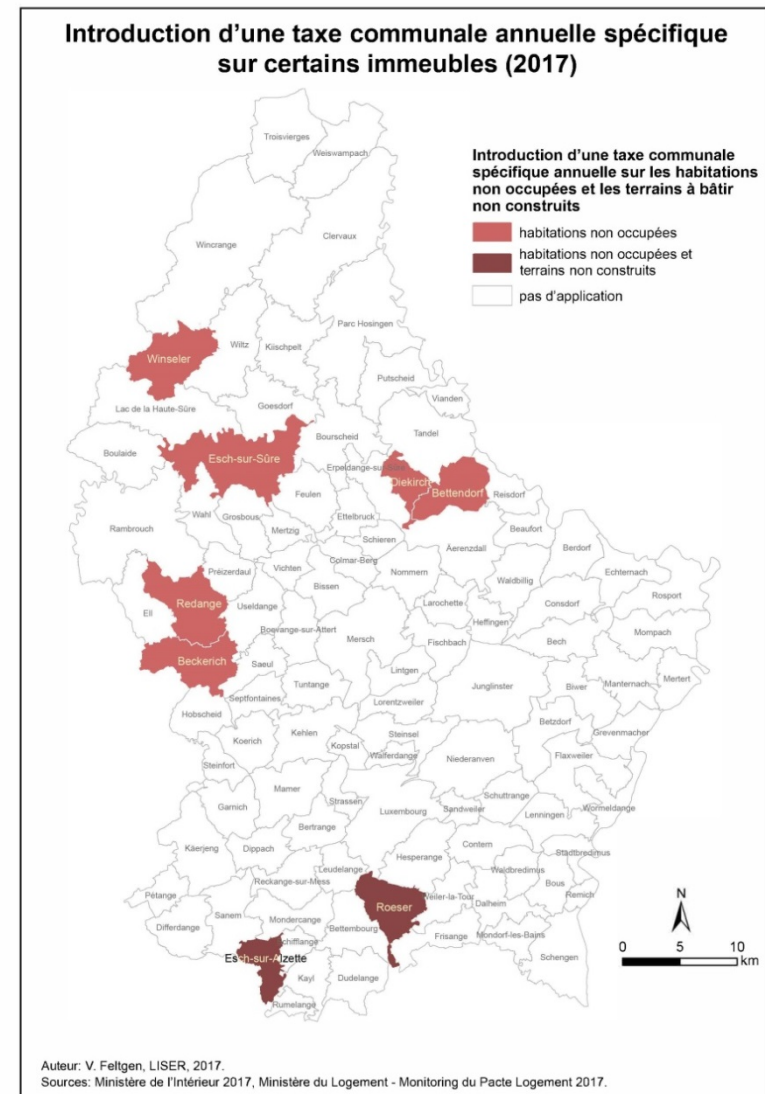 Introduction d'une taxe communale annuelle spécifique
sur certains immeubles (2017)
Troisvierges
Weiswampach
Introduction d'une taxe communale
spécifique annuelle sur les habitations
non occupées et les terrains à bâtir
non construits
habitations non occupées
habitations non occupées et
terrains non construits
pas d'application
Wincrange
Clervaux
Parc Hosingen
Winseler
Wiltz
Kiischpelt
Putscheid
Vianden
Lac de la Haute-Sûre
Goesdorf
Tandel
Bourscheid
Boulaide
Esch-sur-Sûre
Erpeldange-sur-Sûre
Diekirch
Bettendorf
Reisdorf
Feulen
Rambrouch
Wahl
Grosbous
Ettelbruck
Mertzig
Beaufort
Schieren
Aerenzdall
Berdorf
Colmar-Berg
Préizerdaul
Vichten
Nommern
Echternach
Bissen
Waldbillig
Rosport
Ell
Redange
Useldange
Larochette
Consdorf
Heffingen
Boevange-sur-Attert
Mersch
Fischbach
Bech
Mompach
Beckerich
Saeul
Lintgen
Mertert
Tuntange
Junglinster
Biwer
Manternach
Septfontaines
Lorentzweiler
Hobscheid
Betzdorf
Grevenmacher
Kehlen
Steinsel
Koerich
Kopstal
Walferdange
Flaxweiler
Niederanven
Steinfort
Mamer
Schuttrange
Strassen
Garnich
Luxembourg
Sandweiler
Lenningen
Wormeldange
Bertrange
Käerjeng
Dippach
Contern
Stadtbredimus
Hesperange
Leudelange
Waldbredimus
Reckange-sur-Mess
Bous
Pétange
Weiler-la-Tour
Remich
Roeser
Dalheim
Sanem
Mondercange
Differdange
Bettembourg
Frisange
Mondorf-les-Bains
Schifflange
Esch-sur-Alzette
Schengen
Kayl
Dudelange
Rumelange
N
0 5 10
km
Auteur: V. Feltgen, LISER, 2017.
Sources: Ministère de l'Intérieur 2017, Ministère du Logement - Monitoring du Pacte Logement 2017.